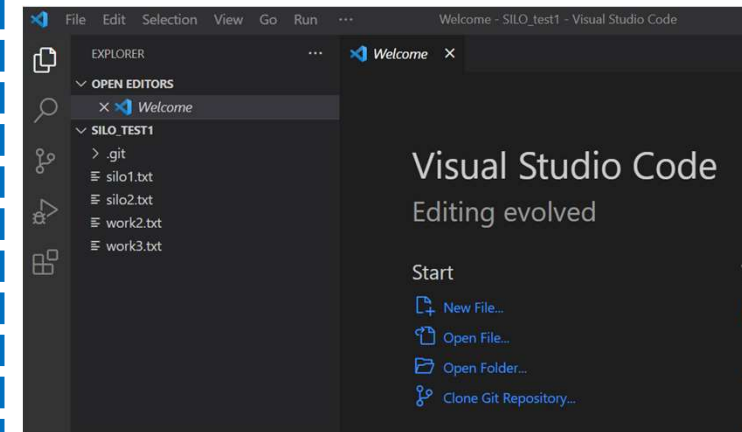 File Edit Selection View Go Run ··· Welcome - SILO_test1 - Visual Studio Code
EXPLORER ···
Welcome
OPEN EDITORS
Welcome
SILO_TEST1
.git
silo1.txt
silo2.txt
work2.txt
work3.txt
Visual Studio Code
Editing evolved
Start
New File...
Open File...
Open Folder...
Clone Git Repository...